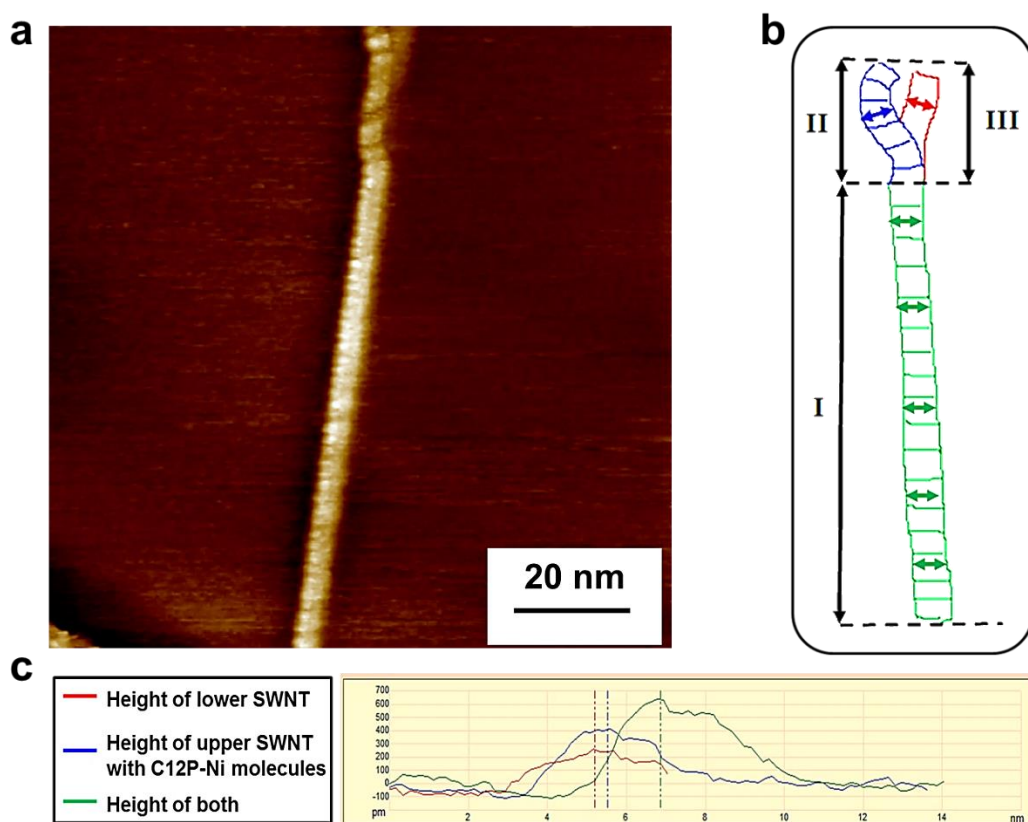 a
20 nm
b
II
III
I
c
Height of lower SWNT
Height of upper SWNT
with C12P-Ni molecules
Height of both
700
600
500
400
300
200
100
0
-100
pm
2
4
6
8
10
12
14
nm